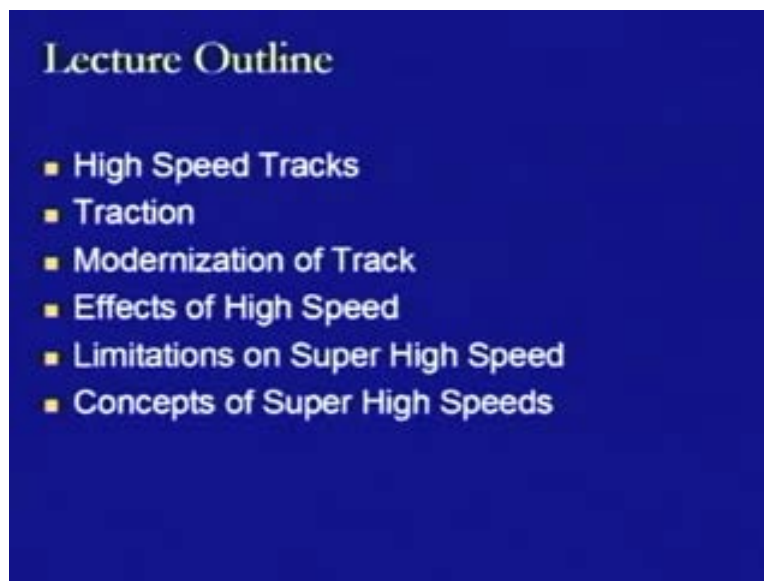 Lecture Outline
High Speed Tracks
Traction
Modernization of Track
Effects of High Speed
Limitations on Super High Speed
Concepts of Super High Speeds